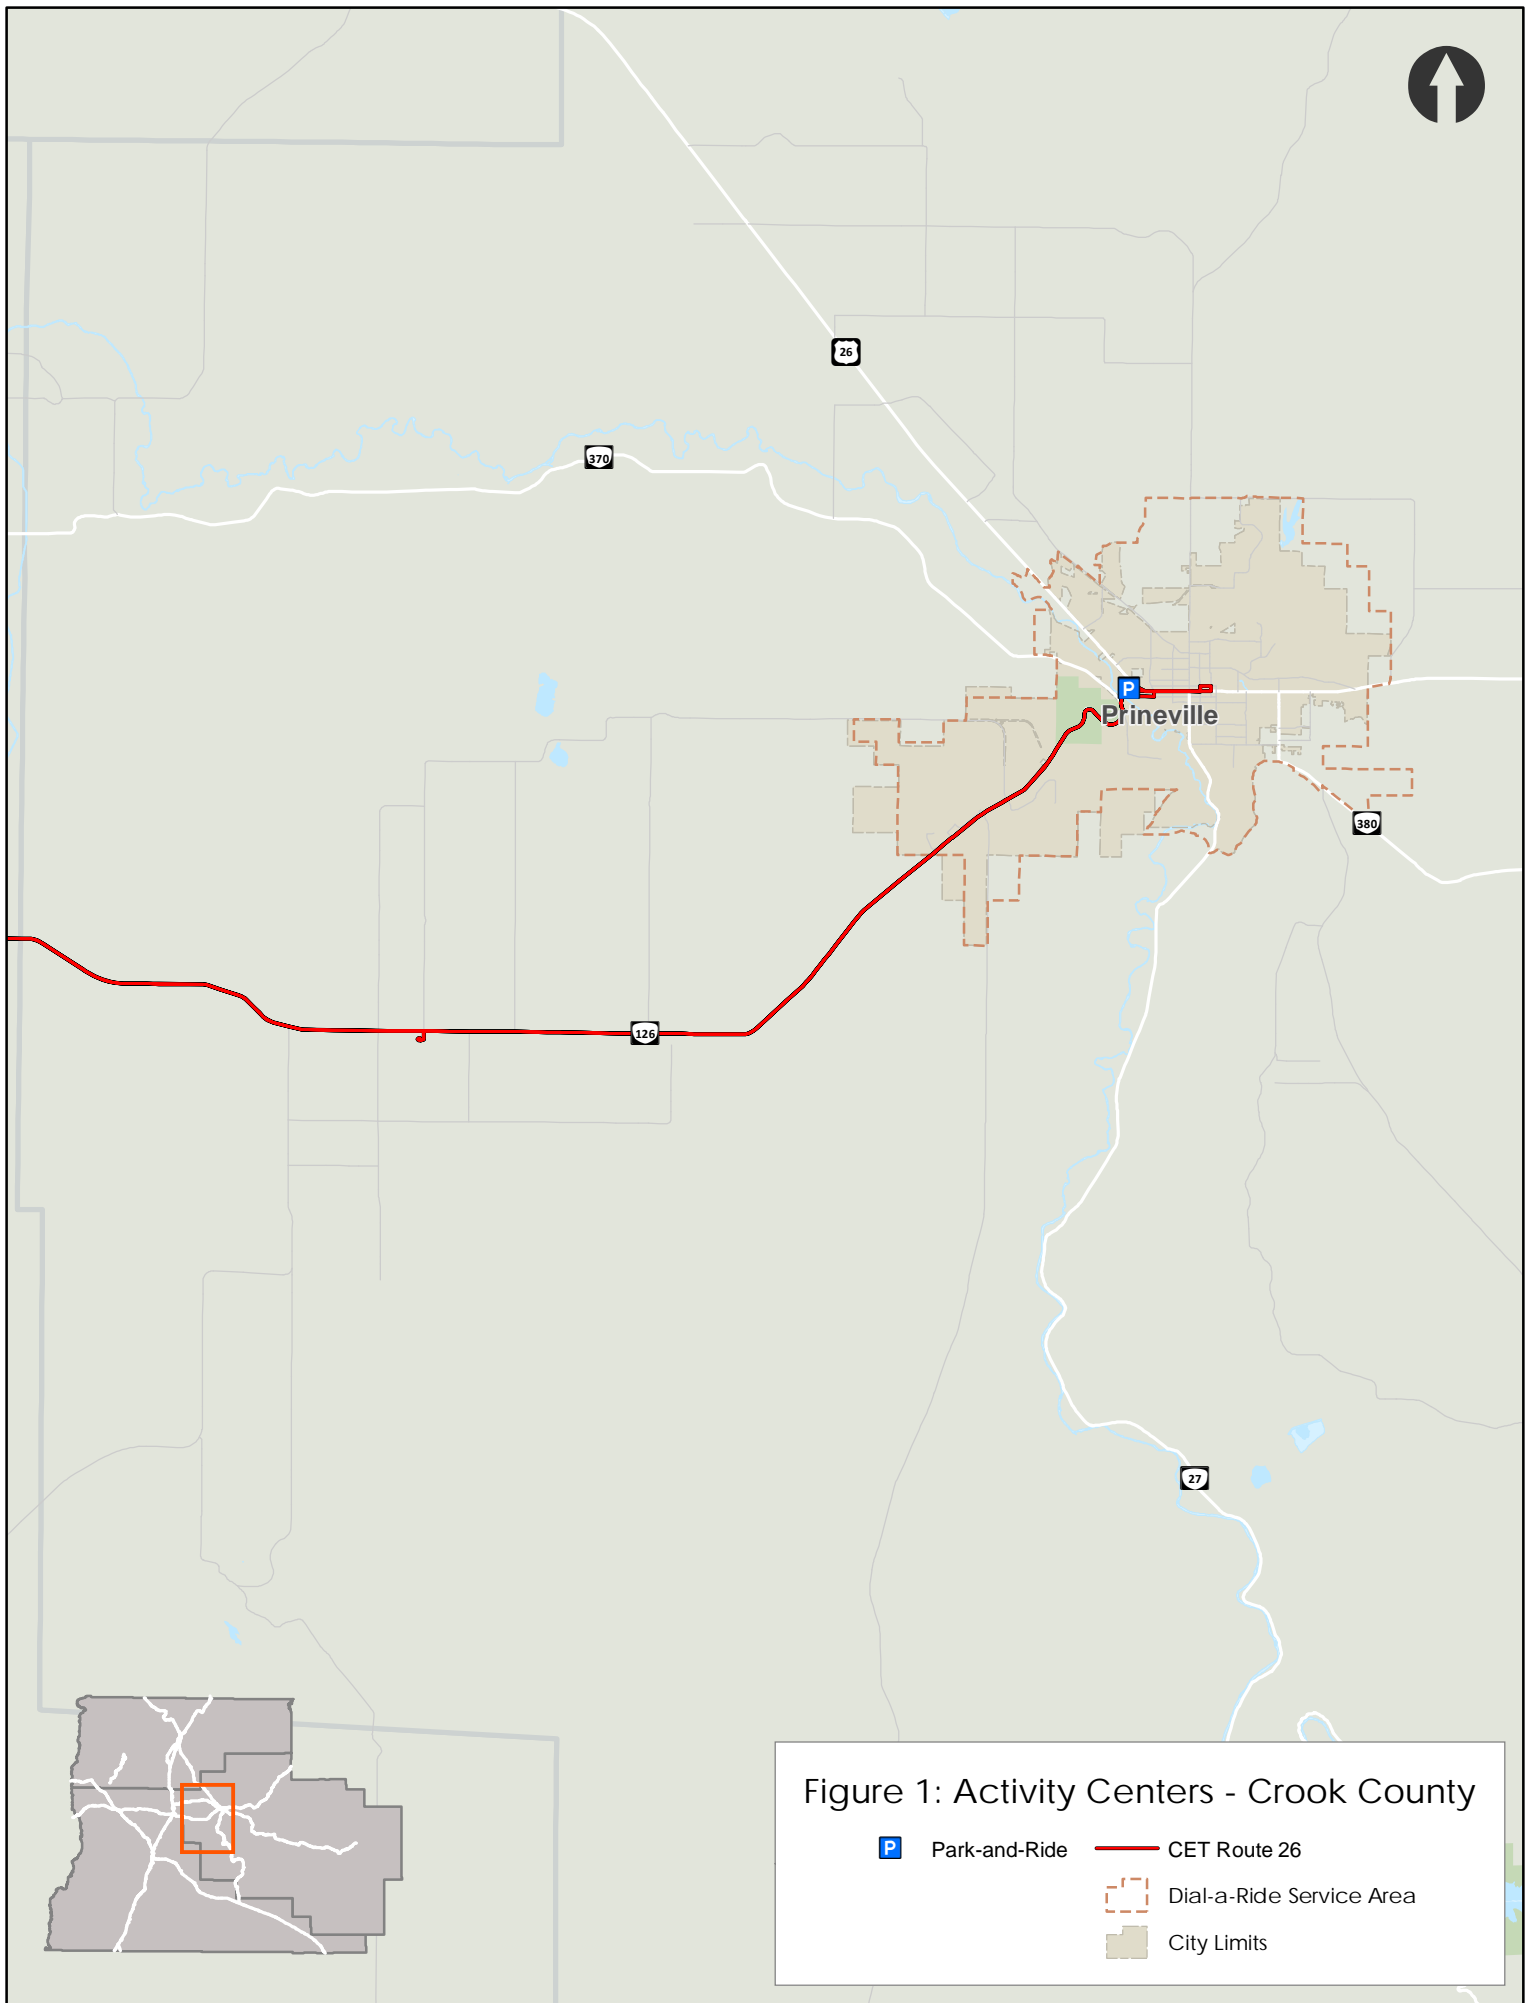 26
370
P
Prineville
380
126
27
Figure 1: Activity Centers - Crook County
P Park-and-Ride CET Route 26
Dial-a-Ride Service Area
City Limits